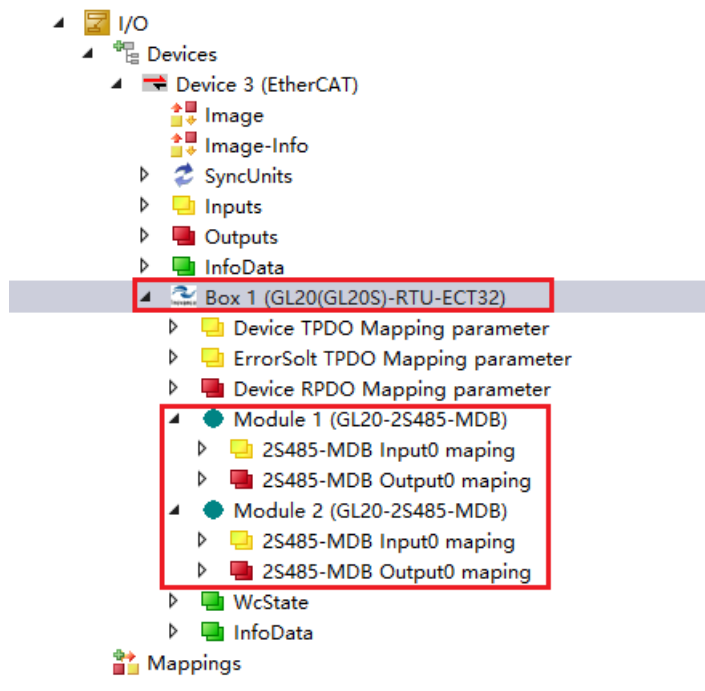 I/O
Devices
Device 3 (EtherCAT)
Image
Image-Info
SyncUnits
Inputs
Outputs
InfoData
Box 1 (GL20(GL20S)-RTU-ECT32)
Device TPDO Mapping parameter
ErrorSolt TPDO Mapping parameter
Device RPDO Mapping parameter
Module 1 (GL20-2S485-MDB)
2S485-MDB Input0 maping
2S485-MDB Output0 maping
Module 2 (GL20-2S485-MDB)
2S485-MDB Input0 maping
2S485-MDB Output0 maping
WcState
InfoData
Mappings